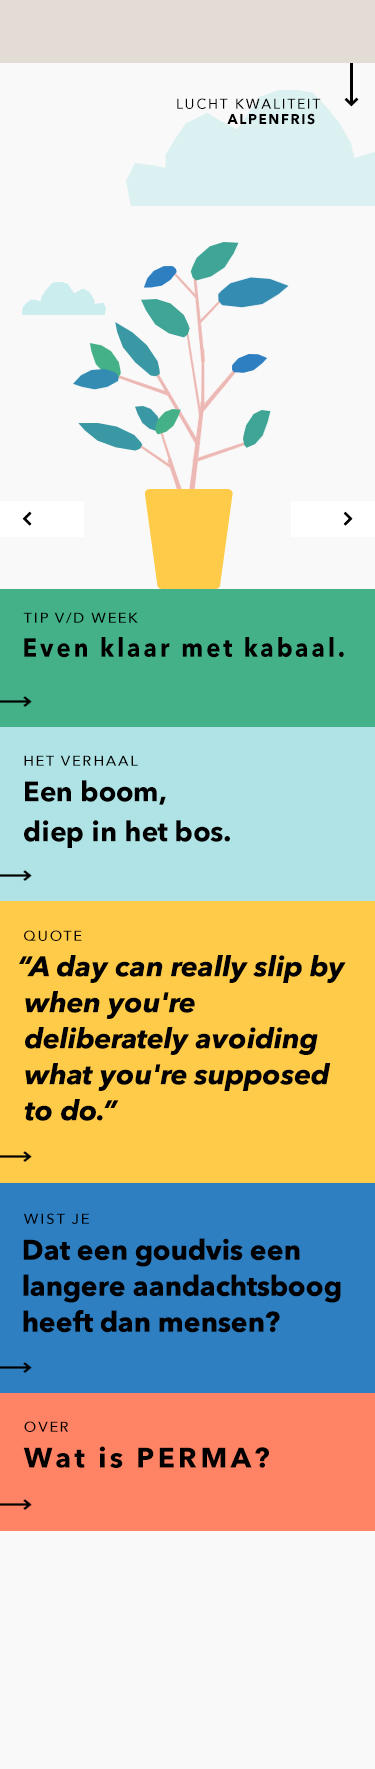 LUCHT KWALITEIT
ALPENFRIS
TIP V/D WEEK
Even klaar met kabaal.
HET VERHAAL
Een boom,
diep in het bos.
QUOTE
“A day can really slip by
when you're
deliberately avoiding
what you're supposed
to do.”
WIST JE
Dat een goudvis een
langere aandachtsboog
heeft dan mensen?
OVER
Wat is PERMA?